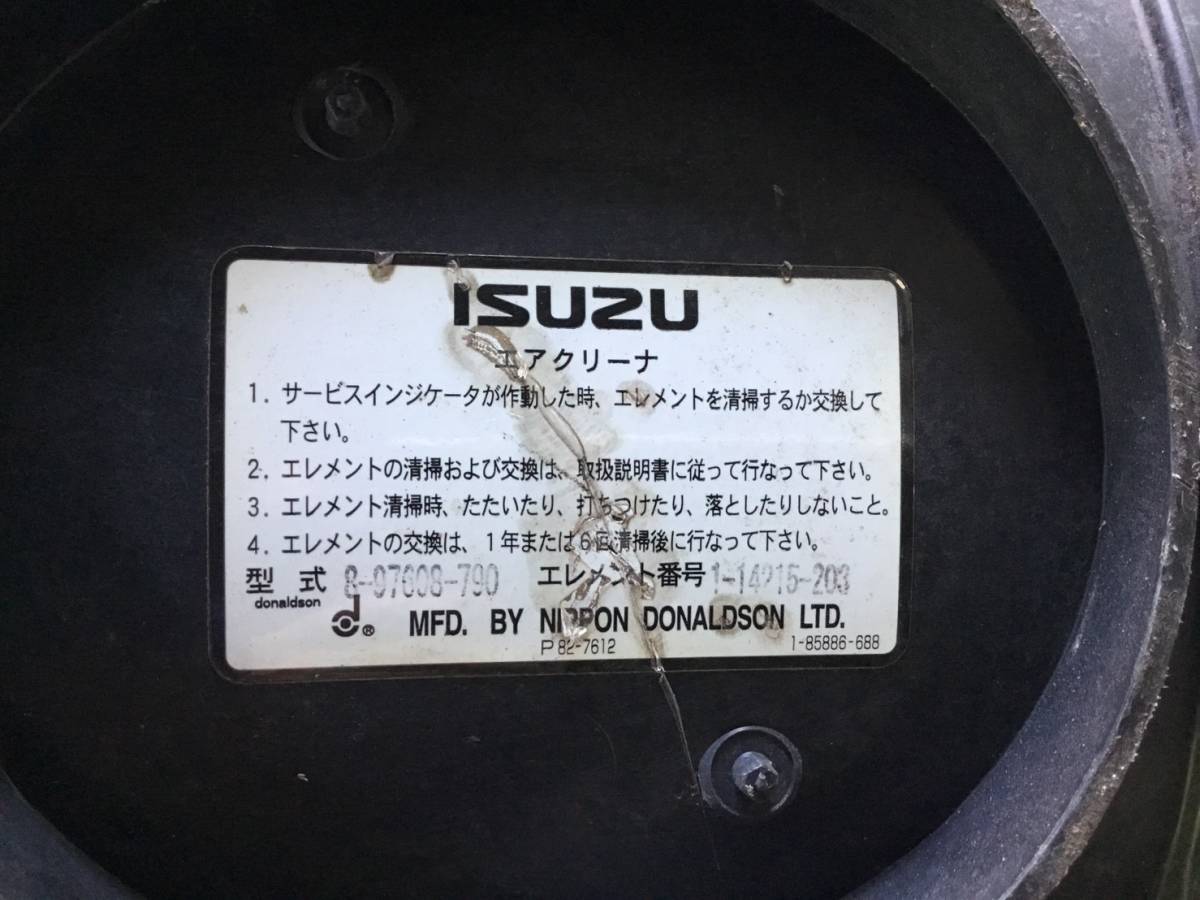 ISUZU
エアクリーナ
1. サービスインジケータが作動した時、エレメントを清掃するか交換して
下さい。
2. エレメントの清掃および交換は、取扱説明書に従って行なって下さい。
3. エレメント清掃時、たたいたり、打ちつけたり、落としたりしないこと。
4. エレメントの交換は、1年または6回清掃後に行なって下さい。
型式 8-97608-790 エレメント番号 1-14215-203
donaldson ® MFD. BY NIPPON DONALDSON LTD.
P82-7612 1-85886-688